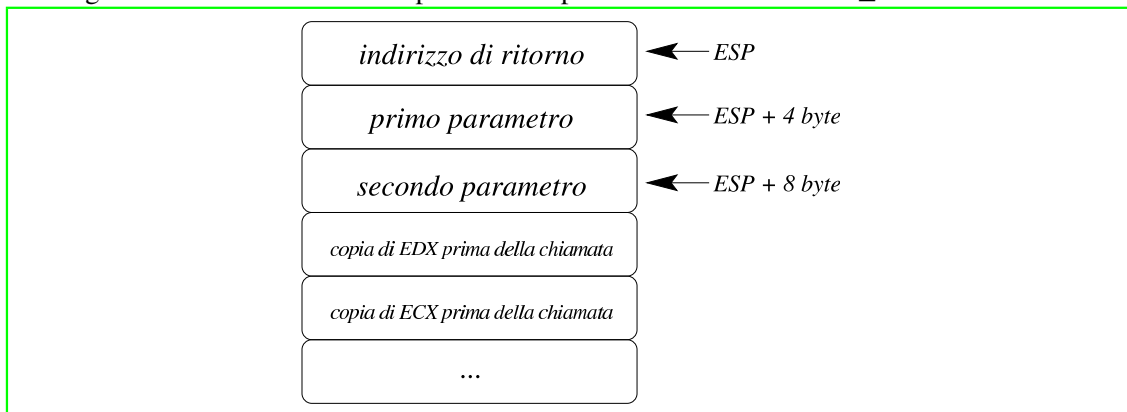 indirizzo di ritorno
ESP
primo parametro
ESP + 4 byte
secondo parametro
ESP + 8 byte
copia di EDX prima della chiamata
copia di ECX prima della chiamata
...